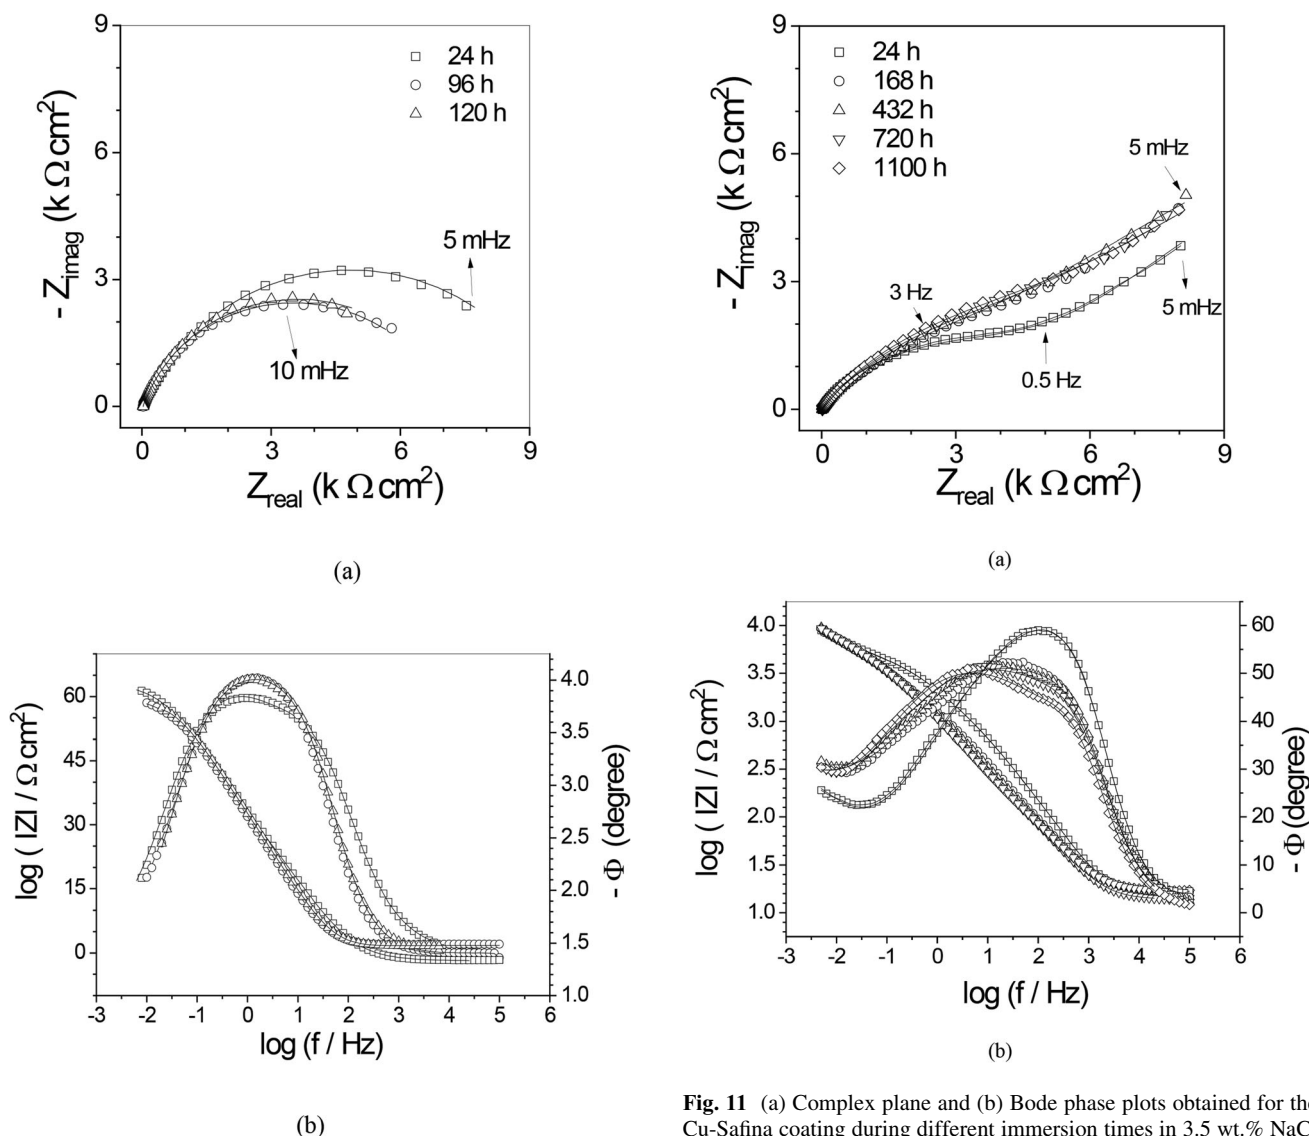 9
6
3
0
- Z_imag (k Ω cm²)
24 h
96 h
120 h
5 mHz
10 mHz
0 3 6 9
Z_real (k Ω cm²)
(a)
60
45
30
15
0
log ( |Z| / Ω cm²)
4.0
3.5
3.0
2.5
2.0
1.5
1.0
- Φ (degree)
-3 -2 -1 0 1 2 3 4 5 6
log (f / Hz)
(b)
9
6
3
0
- Z_imag (k Ω cm²)
24 h
168 h
432 h
720 h
1100 h
5 mHz
3 Hz
5 mHz
0.5 Hz
0 3 6 9
Z_real (k Ω cm²)
(a)
4.0
3.5
3.0
2.5
2.0
1.5
1.0
log ( |Z| / Ω cm²)
60
50
40
30
20
10
0
- Φ (degree)
-3 -2 -1 0 1 2 3 4 5 6
log (f / Hz)
(b)
Fig. 11 (a) Complex plane and (b) Bode phase plots obtained for the
Cu-Safina coating during different immersion times in 3.5 wt.% NaC